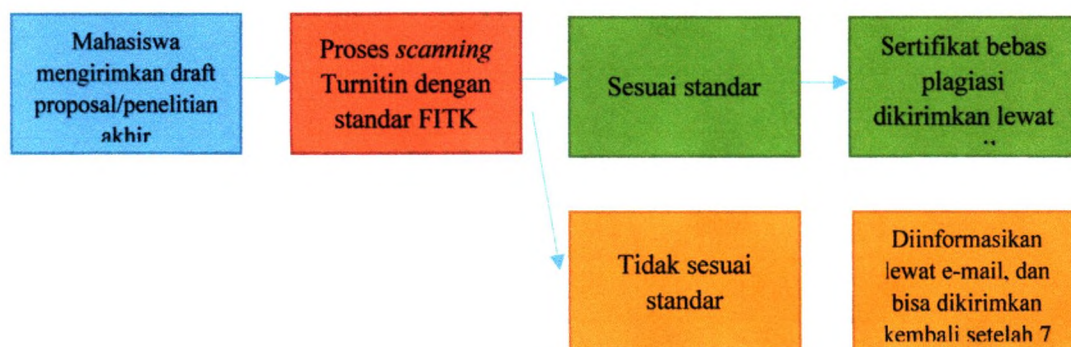 Mahasiswa
mengirimkan draft
proposal/penelitian
akhir
Proses scanning
Turnitin dengan
standar FITK
Sesuai standar
Sertifikat bebas
plagiasi
dikirimkan lewat
Tidak sesuai
standar
Diinformasikan
lewat e-mail, dan
bisa dikirimkan
kembali setelah 7